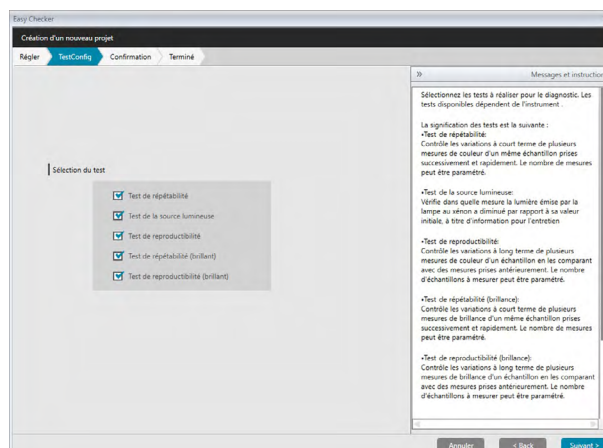 Easy Checker
Création d'un nouveau projet
Régler
TestConfig
Confirmation
Terminé
Sélection du test
Test de répétabilité
Test de la source lumineuse
Test de reproductibilité
Test de répétabilité (brillant)
Test de reproductibilité (brillant)
»
Messages et instruction
Sélectionnez les tests à réaliser pour le diagnostic. Les
tests disponibles dépendent de l'instrument .
La signification des tests est la suivante :
•Test de répétabilité:
Contrôle les variations à court terme de plusieurs
mesures de couleur d'un même échantillon prises
successivement et rapidement. Le nombre de mesures
peut être paramétré.
•Test de la source lumineuse:
Vérifie dans quelle mesure la lumière émise par la
lampe au xénon a diminué par rapport à sa valeur
initiale, à titre d'information pour l'entretien
•Test de reproductibilité:
Contrôle les variations à long terme de plusieurs
mesures de couleur d'un échantillon en les comparant
avec des mesures prises antérieurement. Le nombre
d'échantillons à mesurer peut être paramétré.
•Test de répétabilité (brillance):
Contrôle les variations à court terme de plusieurs
mesures de brillance d'un même échantillon prises
successivement et rapidement. Le nombre de mesures
peut être paramétré.
•Test de reproductibilité (brillance):
Contrôle les variations à long terme de plusieurs
mesures de brillance d'un échantillon en les comparant
avec des mesures prises antérieurement. Le nombre
d'échantillons à mesurer peut être paramétré.
Annuler
< Back
Suivant >